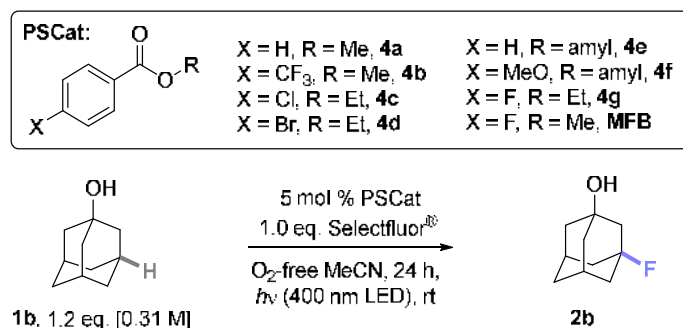 PSCat:
O
O
R
X
X = H, R = Me, 4a
X = CF₃, R = Me, 4b
X = Cl, R = Et, 4c
X = Br, R = Et, 4d
X = H, R = amyl, 4e
X = MeO, R = amyl, 4f
X = F, R = Et, 4g
X = F, R = Me, MFB
OH
H
1b, 1.2 eq. [0.31 M]
5 mol % PSCat
1.0 eq. Selectfluor®
O₂-free MeCN, 24 h,
hν (400 nm LED), rt
OH
F
2b